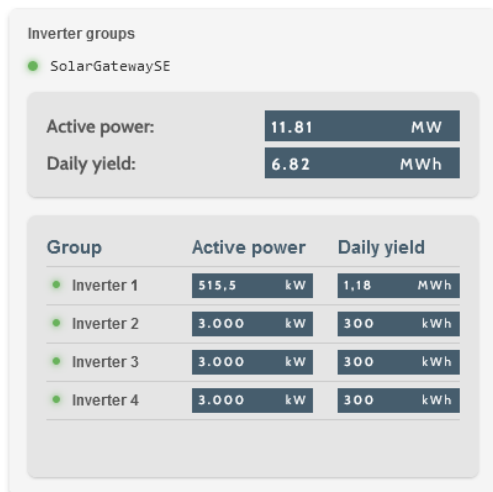 Inverter groups
SolarGatewaySE
Active power: 11.81 MW
Daily yield: 6.82 MWh
Group Active power Daily yield
Inverter 1 515,5 kW 1,18 MWh
Inverter 2 3.000 kW 300 kWh
Inverter 3 3.000 kW 300 kWh
Inverter 4 3.000 kW 300 kWh